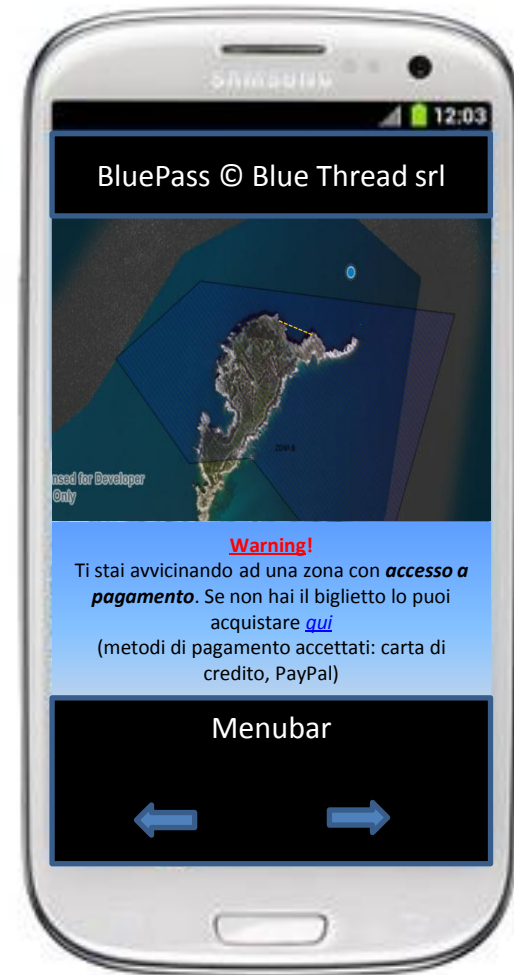 SAMSUNG
12:03
BluePass © Blue Thread srl
ZONA B
nsed for Developer
Only
Warning!
Ti stai avvicinando ad una zona con accesso a
pagamento. Se non hai il biglietto lo puoi
acquistare qui
(metodi di pagamento accettati: carta di
credito, PayPal)
Menubar